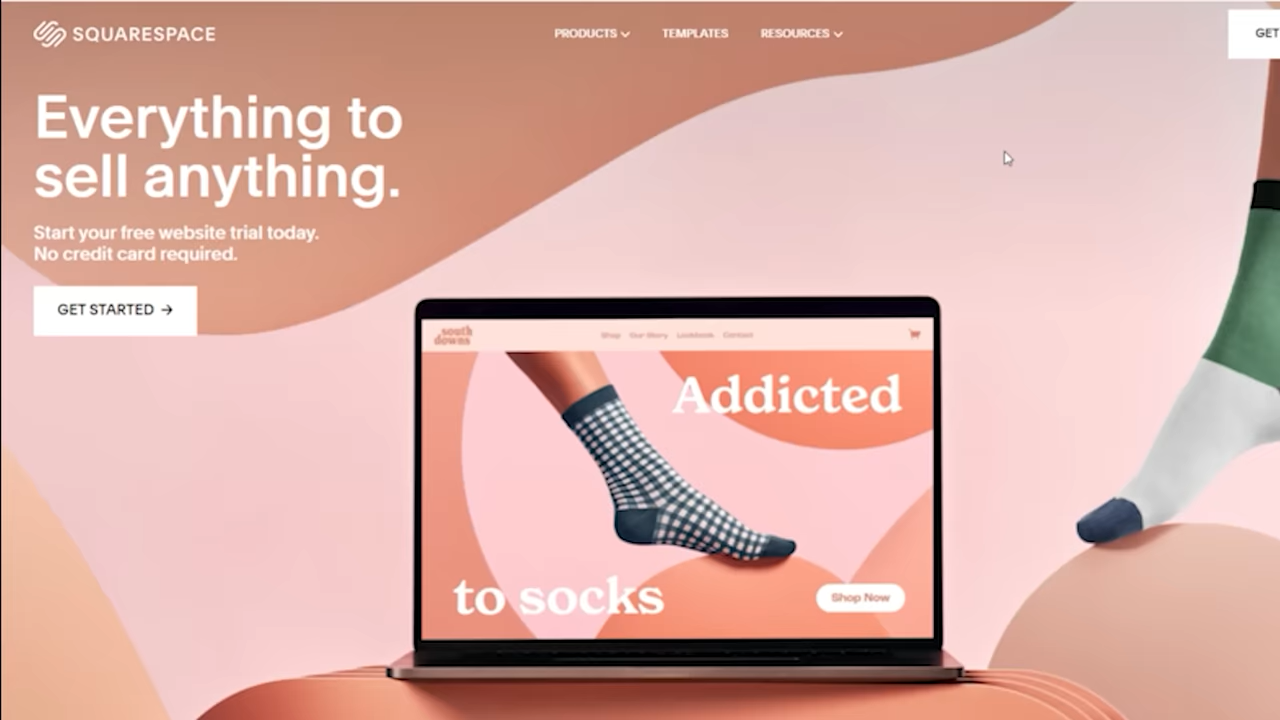 SQUARESPACE
PRODUCTS
TEMPLATES
RESOURCES
GET
Everything to
sell anything.
Start your free website trial today.
No credit card required.
GET STARTED →
south
downs
Shop Our Story Lookbook Contact
Addicted
to socks
Shop Now